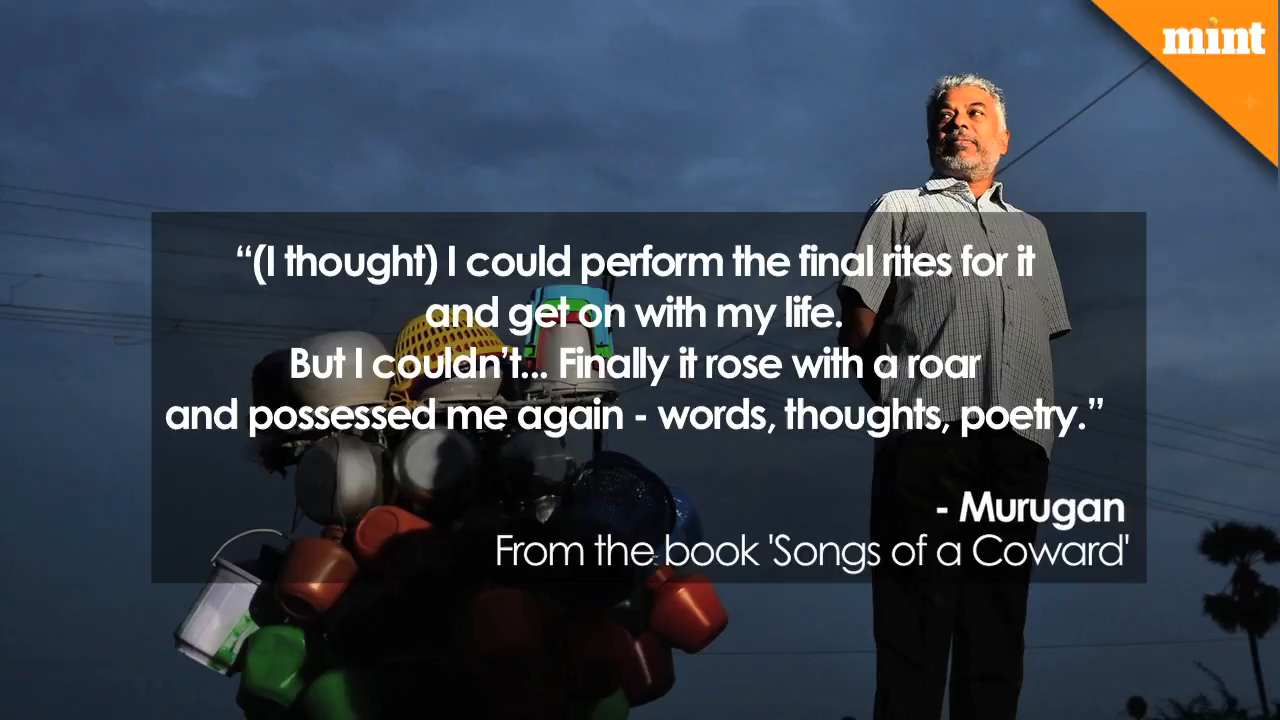 mint
“(I thought) I could perform the final rites for it
and get on with my life.
But I couldn’t... Finally it rose with a roar
and possessed me again - words, thoughts, poetry.”
- Murugan
From the book 'Songs of a Coward'